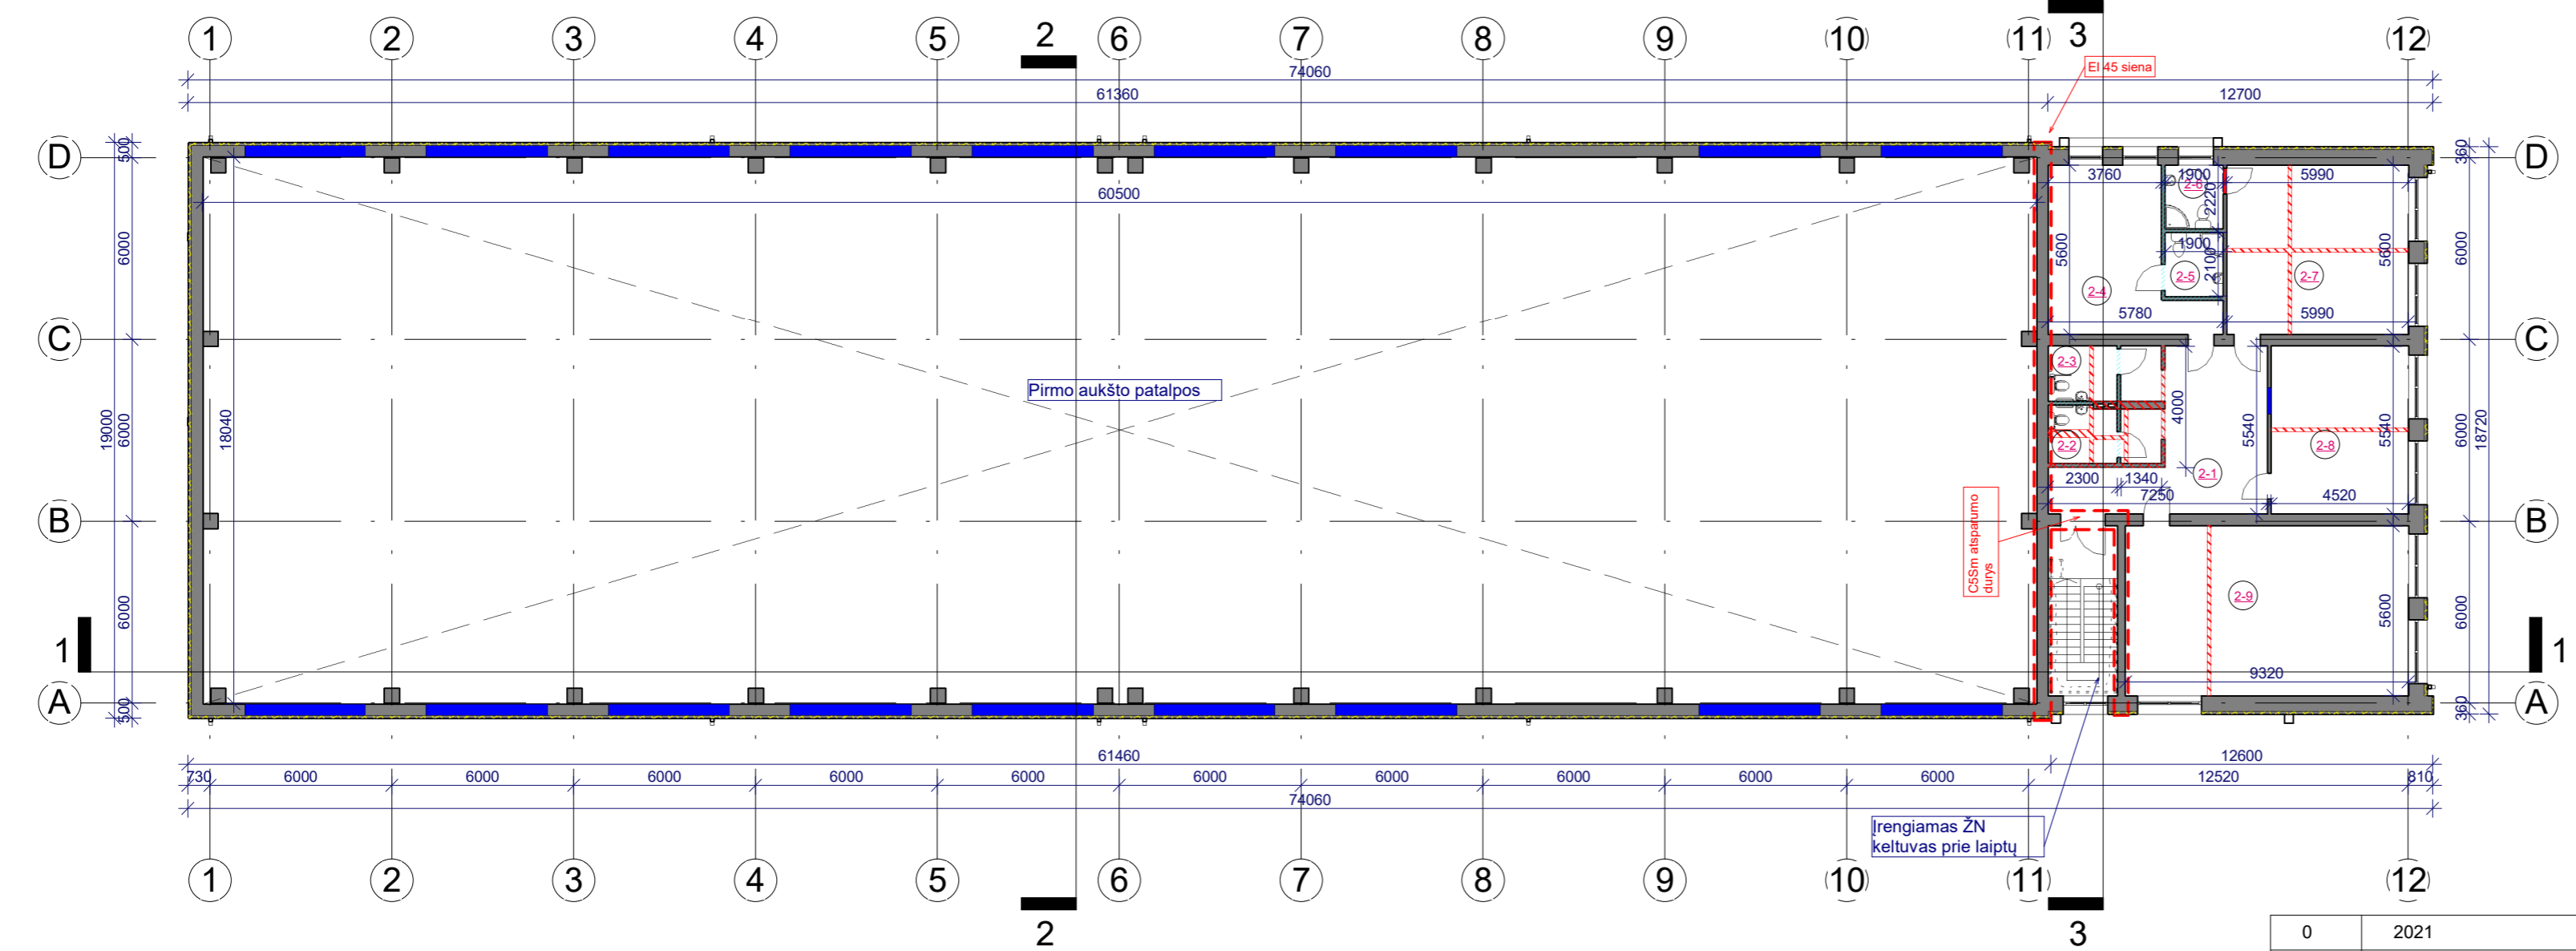 1 2 3 4 5 2 6 7 8 9 10 11 3 12
74060
EI 45 siena
61360 12700
D 500 360 D
3760 1900 5990
2-6
60500
2220
6000 5600 1900 5600 6000
2100
2-5 2-7
2-4
5780 5990
C C
2-3
Pirmo aukšto patalpos
4000
19000 6000 18040 5540 5540 6000 18720
2-2 2-8
2-1
2300 1340
7250 4520
B B
C5Sm atsparumo
durys
6000 2-9 5600 6000
1 1
9320
A 500 360 A
61460 12600
730 6000 6000 6000 6000 6000 6000 6000 6000 6000 6000 12520 810
74060
Įrengiamas ŽN
keltuvas prie laiptų
1 2 3 4 5 6 7 8 9 10 11 12
2 3
0 2021